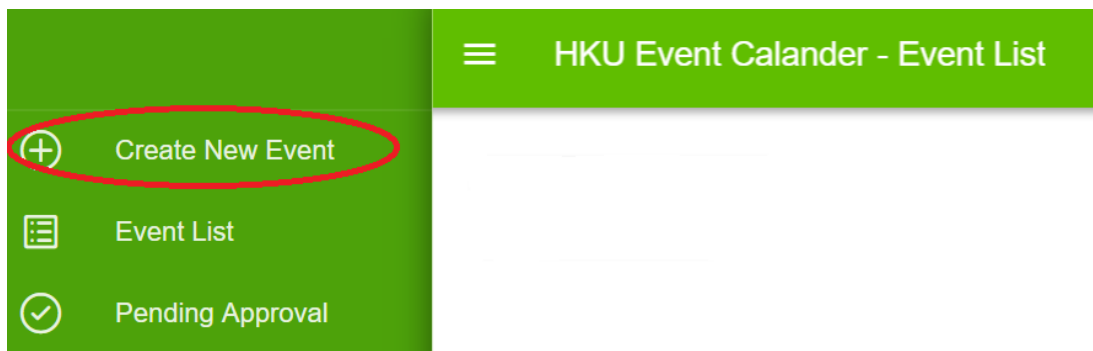 HKU Event Calander - Event List
Create New Event
Event List
Pending Approval